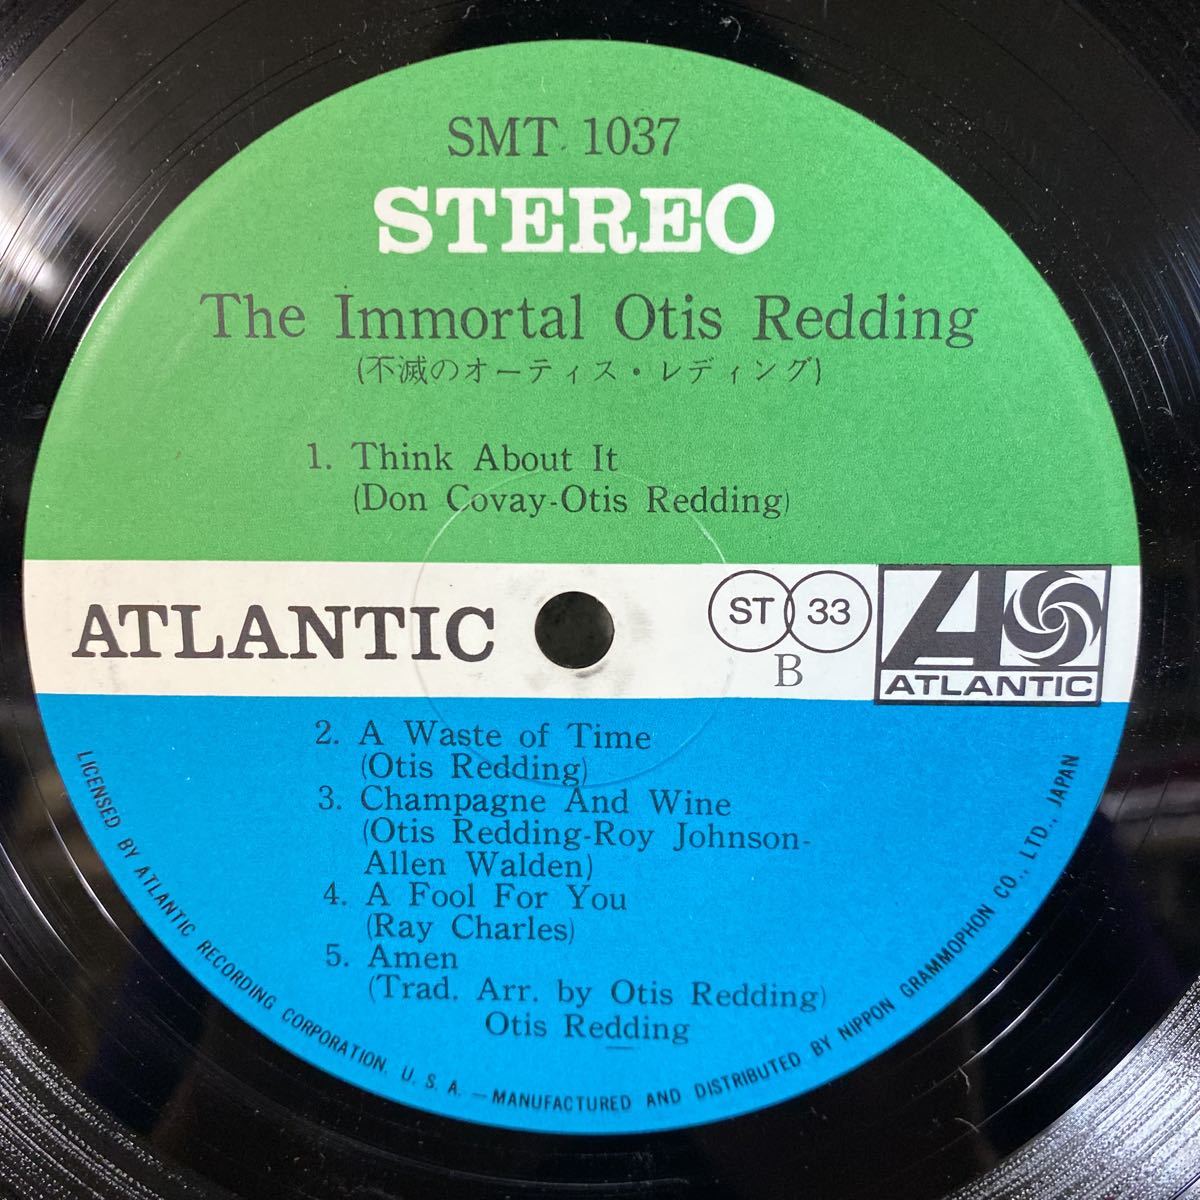 SMT 1037
STEREO
The Immortal Otis Redding
(不滅のオーティス・レディング)
1. Think About It
(Don Covay-Otis Redding)
ATLANTIC
ST 33
B
ATLANTIC
2. A Waste of Time
(Otis Redding)
3. Champagne And Wine
(Otis Redding-Roy Johnson-
Allen Walden)
4. A Fool For You
(Ray Charles)
5. Amen
(Trad. Arr. by Otis Redding)
Otis Redding
LICENSED BY ATLANTIC RECORDING CORPORATION. U. S. A. — MANUFACTURED AND DISTRIBUTED BY NIPPON GRAMMOPHON CO., LTD., JAPAN